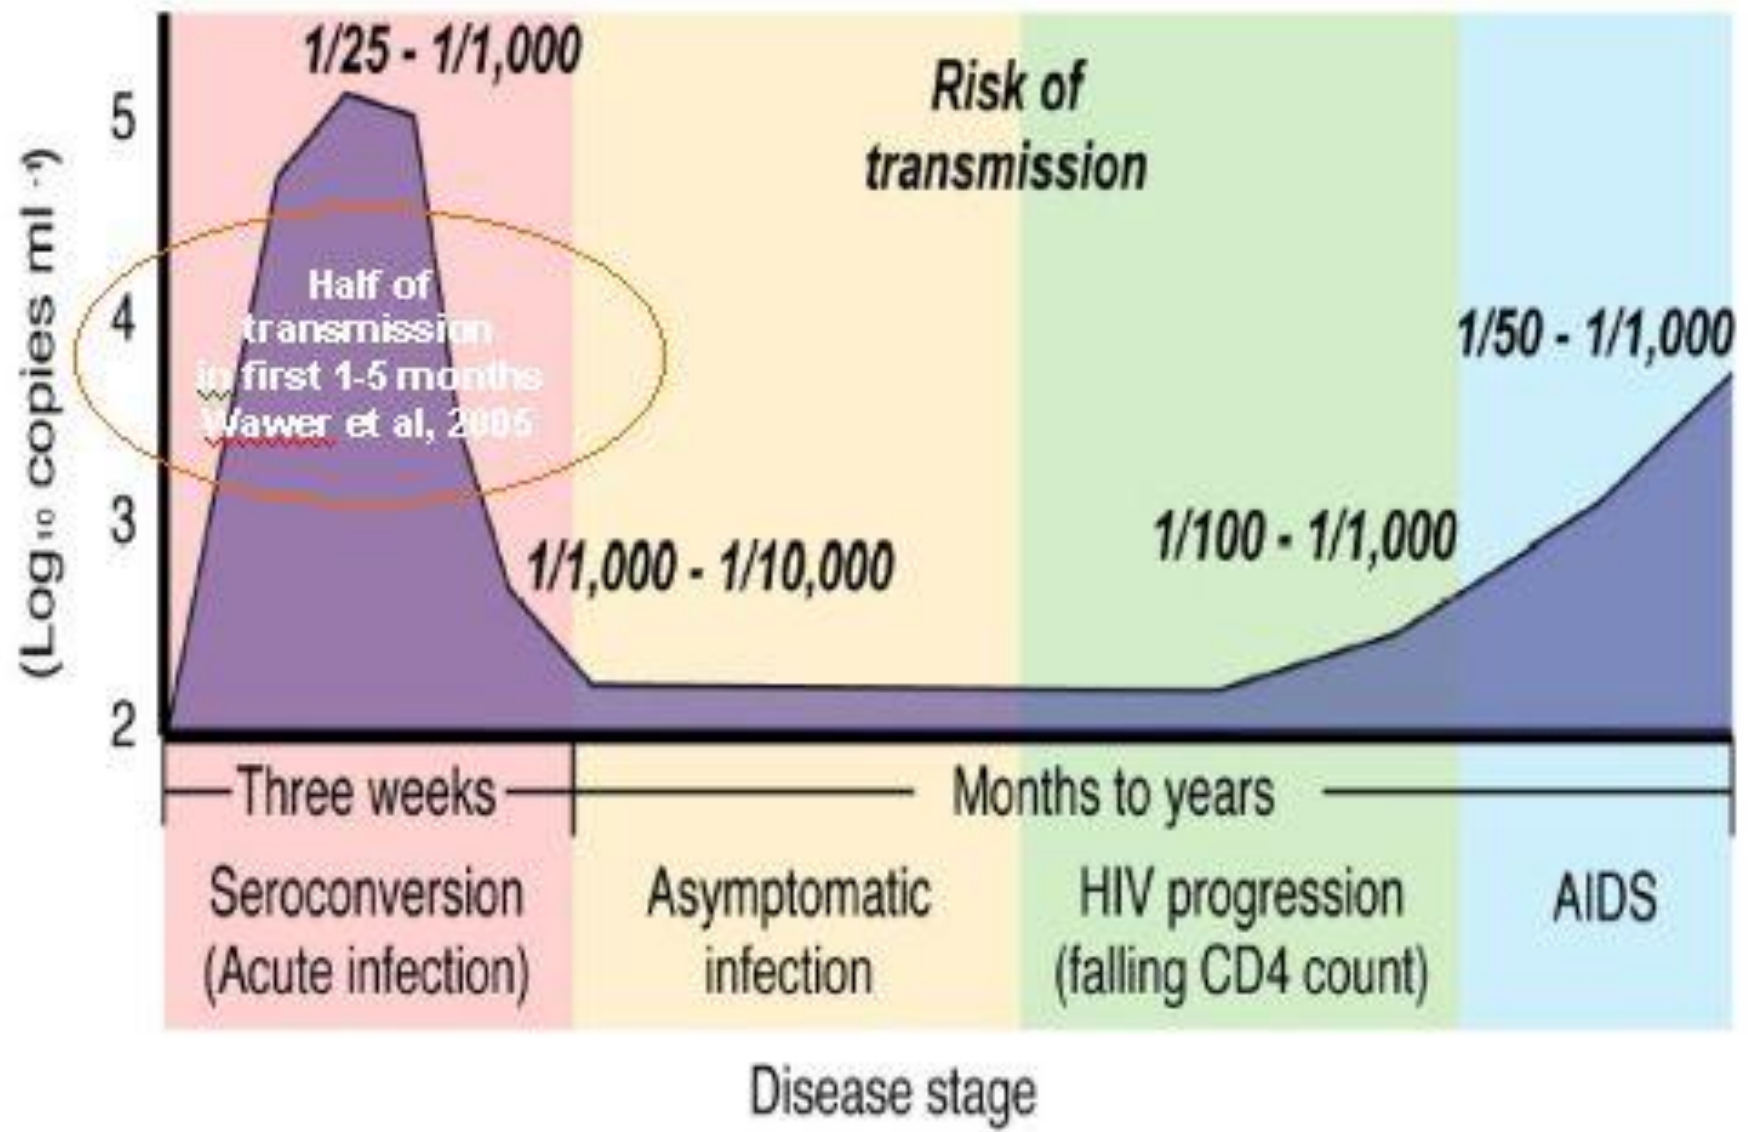 1/25 - 1/1,000
Risk of
transmission
5
4
3
2
(Log₁₀ copies ml ⁻¹)
Half of
transmission
in first 1-5 months
Wawer et al, 2005
1/1,000 - 1/10,000
1/100 - 1/1,000
1/50 - 1/1,000
Three weeks
Months to years
Seroconversion
(Acute infection)
Asymptomatic
infection
HIV progression
(falling CD4 count)
AIDS
Disease stage